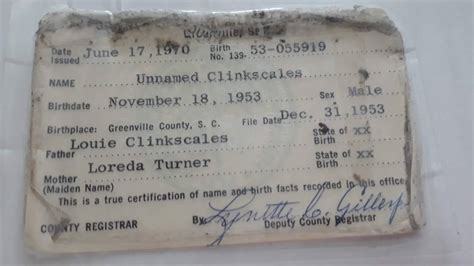 Date Issued June 17, 1970 Birth No. 139- 53-055919
NAME Unnamed Clinkscales
Birthdate November 18, 1953 Sex Male
Birthplace: Greenville County, S. C. File Date Dec. 31, 1953
Louie Clinkscales State of xx
Father
Loreda Turner State of xx
Mother
(Maiden Name)
This is a true certification of name and birth facts recorded in this office
COUNTY REGISTRAR By: Lynette C.
Deputy County Registrar